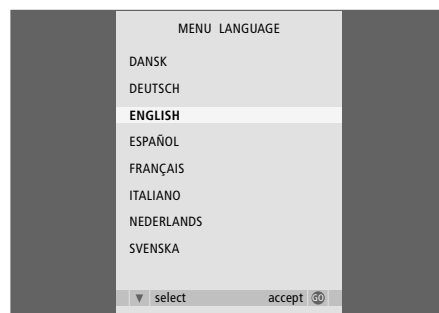 MENU LANGUAGE
DANSK
DEUTSCH
ENGLISH
ESPAÑOL
FRANÇAIS
ITALIANO
NEDERLANDS
SVENSKA
▼ select accept GO